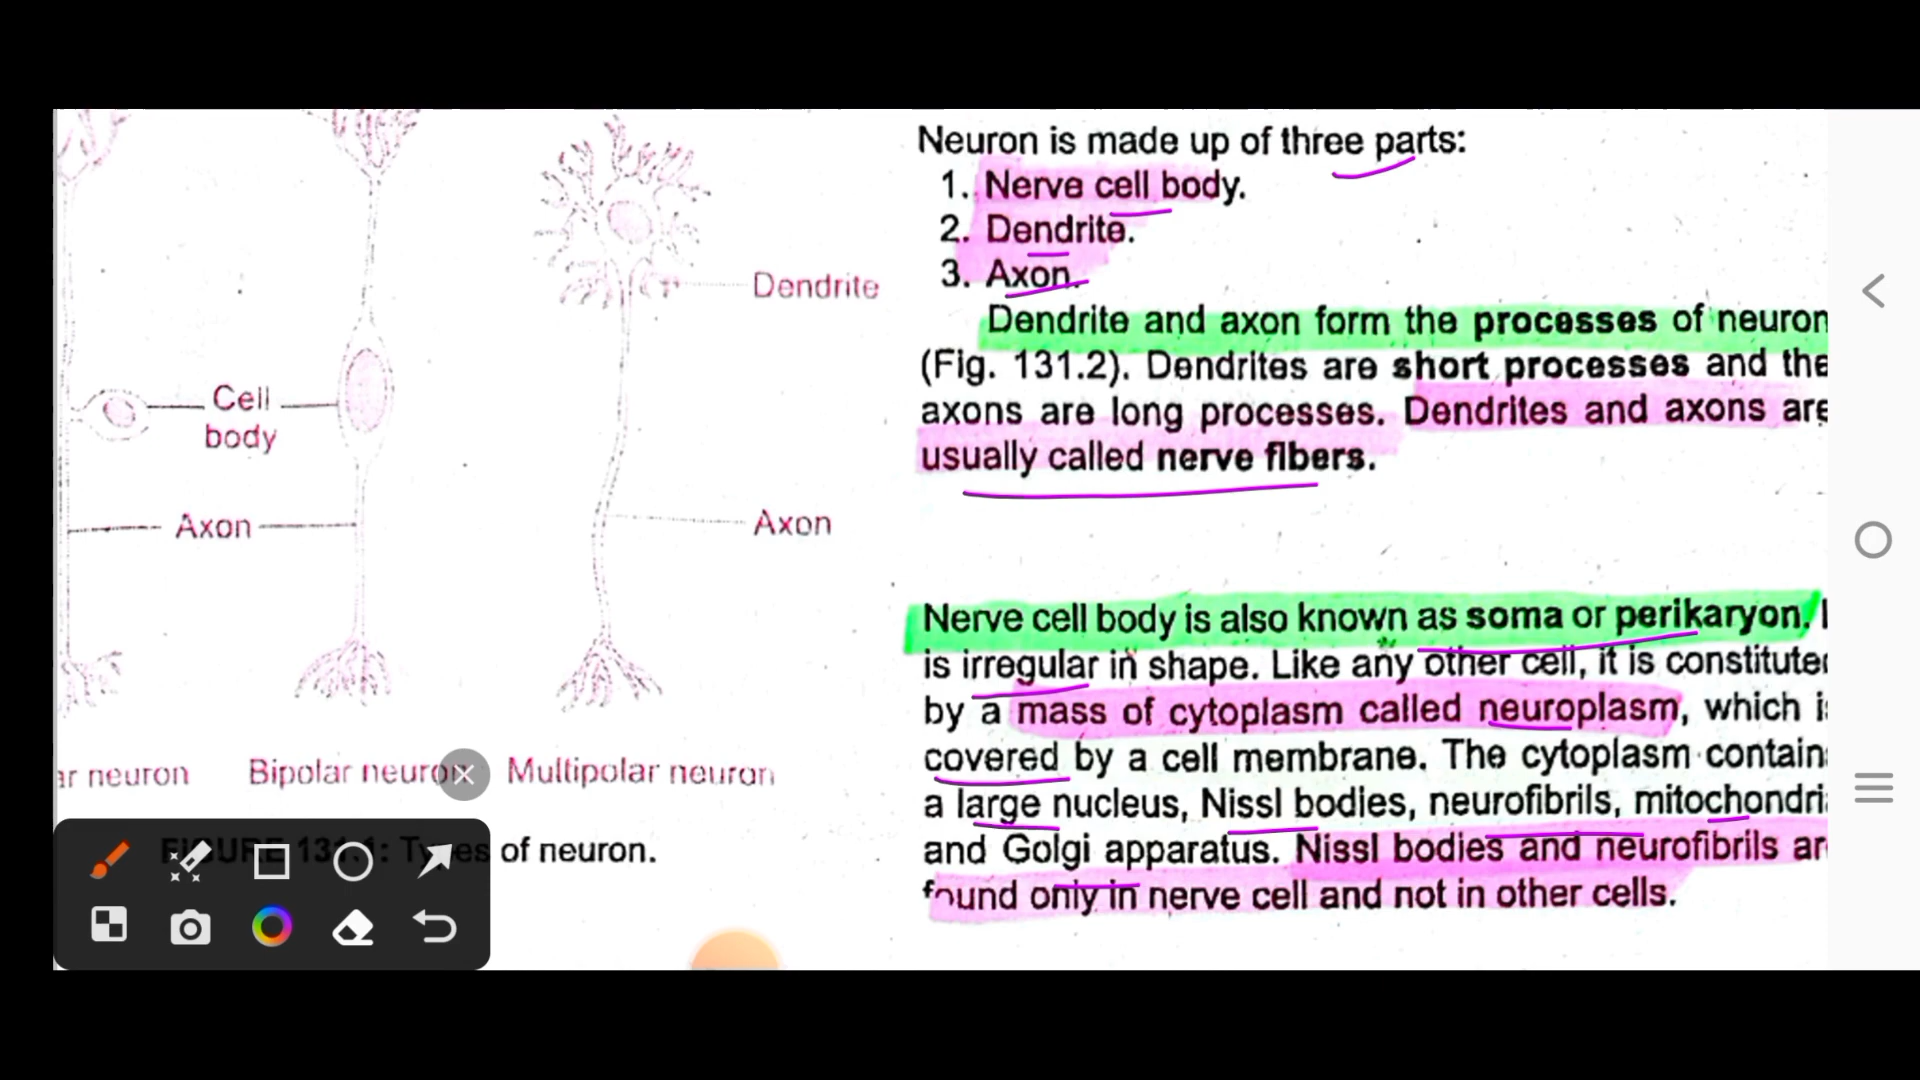 Dendrite
Cell
body
Axon
Axon
neuron
Bipolar neuron
Multipolar neuron
FIGURE 131.1: Types of neuron.
Neuron is made up of three parts:
1. Nerve cell body.
2. Dendrite.
3. Axon.
Dendrite and axon form the processes of neuron
(Fig. 131.2). Dendrites are short processes and the
axons are long processes. Dendrites and axons are
usually called nerve fibers.
Nerve cell body is also known as soma or perikaryon.
is irregular in shape. Like any other cell, it is constitute
by a mass of cytoplasm called neuroplasm, which i
covered by a cell membrane. The cytoplasm contain
a large nucleus, Nissl bodies, neurofibrils, mitochondri
and Golgi apparatus. Nissl bodies and neurofibrils ar
found only in nerve cell and not in other cells.